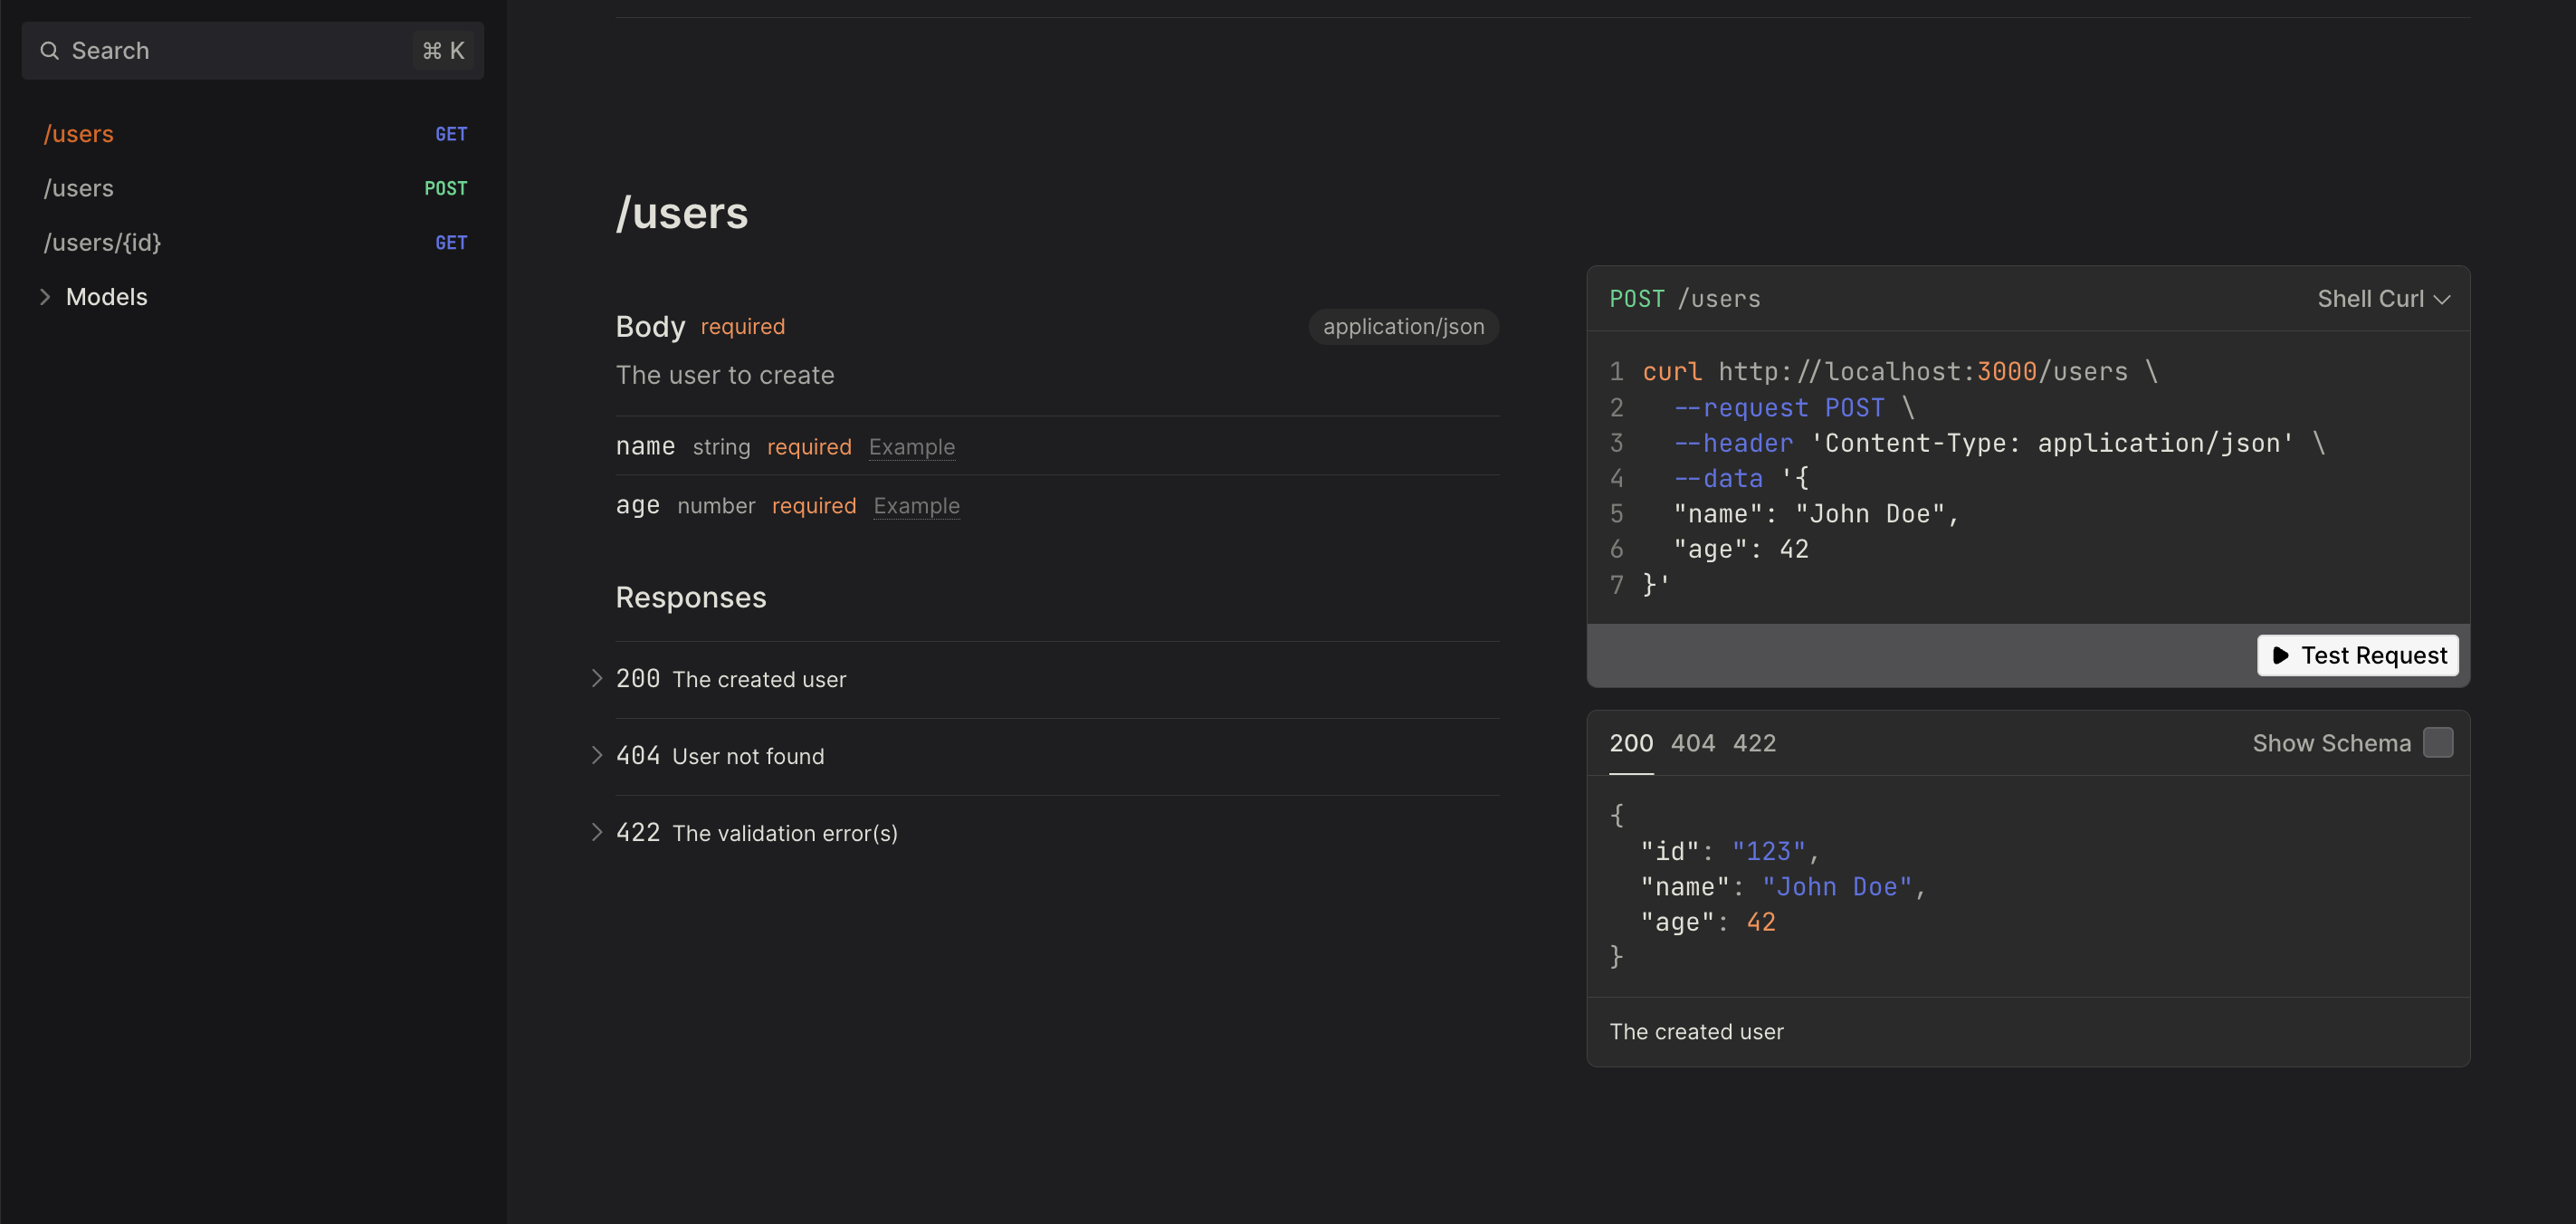 Search ⌘ K
/users GET
/users POST
/users/{id} GET
Models
/users
Body required application/json
The user to create
name string required Example
age number required Example
Responses
200 The created user
404 User not found
422 The validation error(s)
POST /users Shell Curl
1 curl http://localhost:3000/users \
2   --request POST \
3   --header 'Content-Type: application/json' \
4   --data '{
5   "name": "John Doe",
6   "age": 42
7 }'
Test Request
200 404 422 Show Schema
{
  "id": "123",
  "name": "John Doe",
  "age": 42
}
The created user